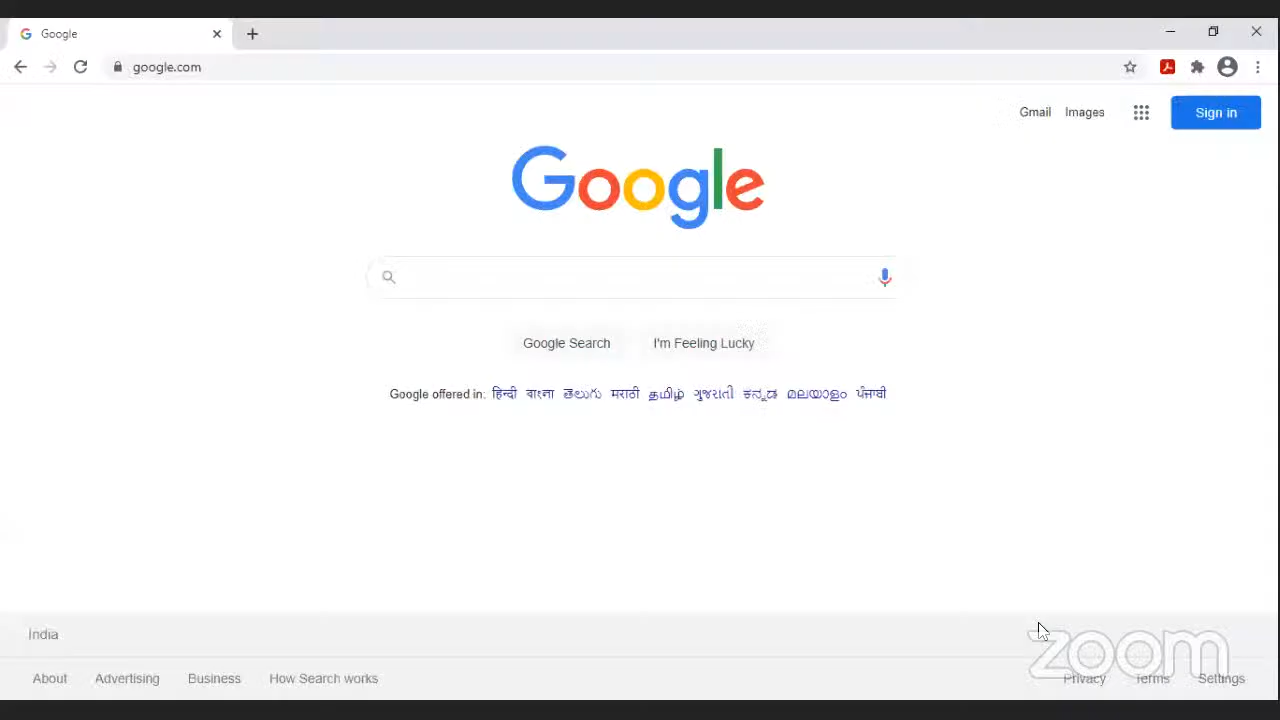 Google
google.com
Gmail Images Sign in
Google
Google Search I'm Feeling Lucky
Google offered in: हिन्दी বাংলা తెలుగు मराठी தமிழ் ગુજરાતી ಕನ್ನಡ മലയാളം ਪੰਜਾਬੀ
India
zoom
About Advertising Business How Search works Privacy Terms Settings